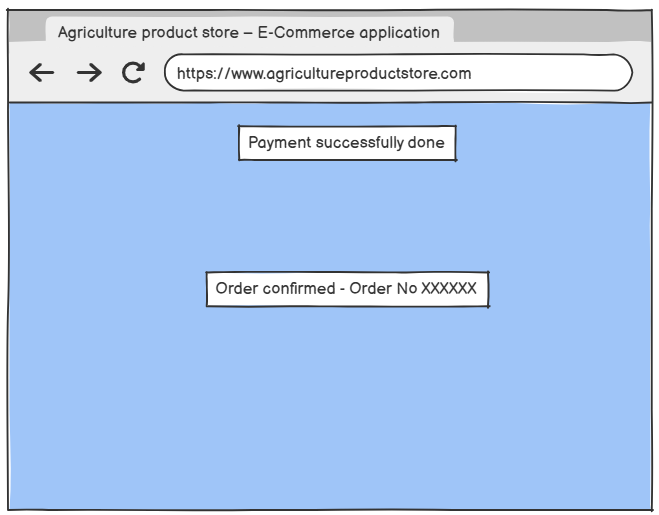 Agriculture product store – E-Commerce application
https://www.agricultureproductstore.com
Payment successfully done
Order confirmed - Order No XXXXXX